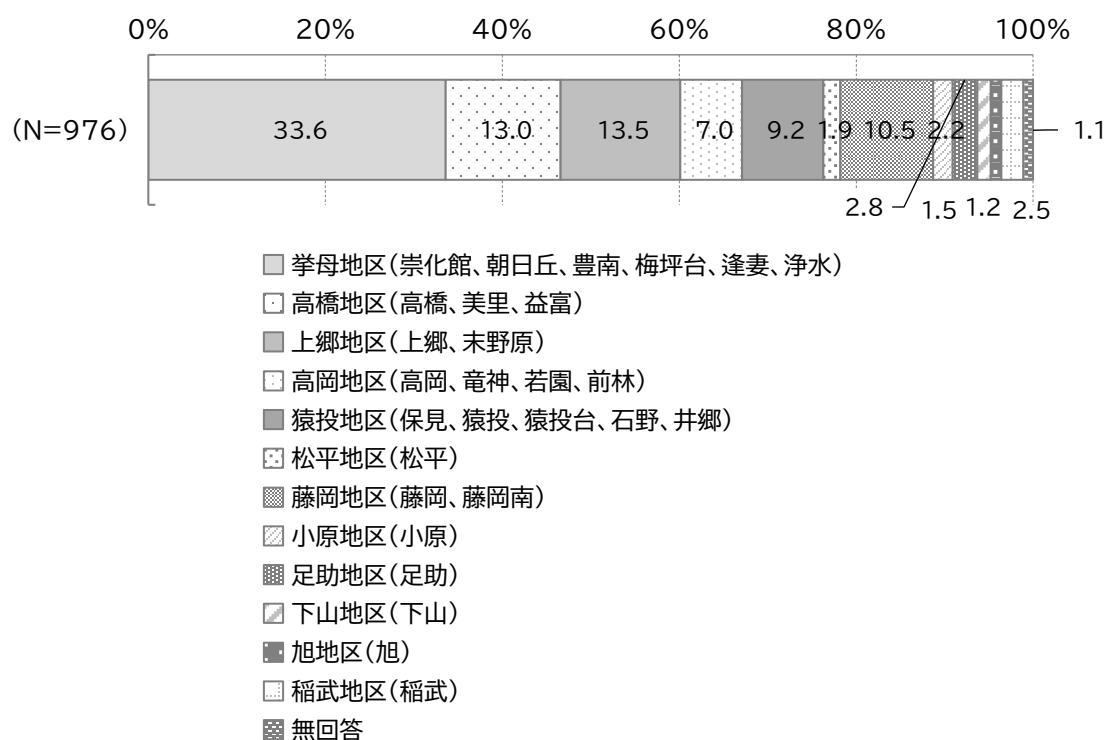 0% 20% 40% 60% 80% 100%
(N=976) 33.6 13.0 13.5 7.0 9.2 1.9 10.5 2.2 1.1
2.8 1.5 1.2 2.5
挙母地区(崇化館、朝日丘、豊南、梅坪台、逢妻、浄水)
高橋地区(高橋、美里、益富)
上郷地区(上郷、末野原)
高岡地区(高岡、竜神、若園、前林)
猿投地区(保見、猿投、猿投台、石野、井郷)
松平地区(松平)
藤岡地区(藤岡、藤岡南)
小原地区(小原)
足助地区(足助)
下山地区(下山)
旭地区(旭)
稲武地区(稲武)
無回答